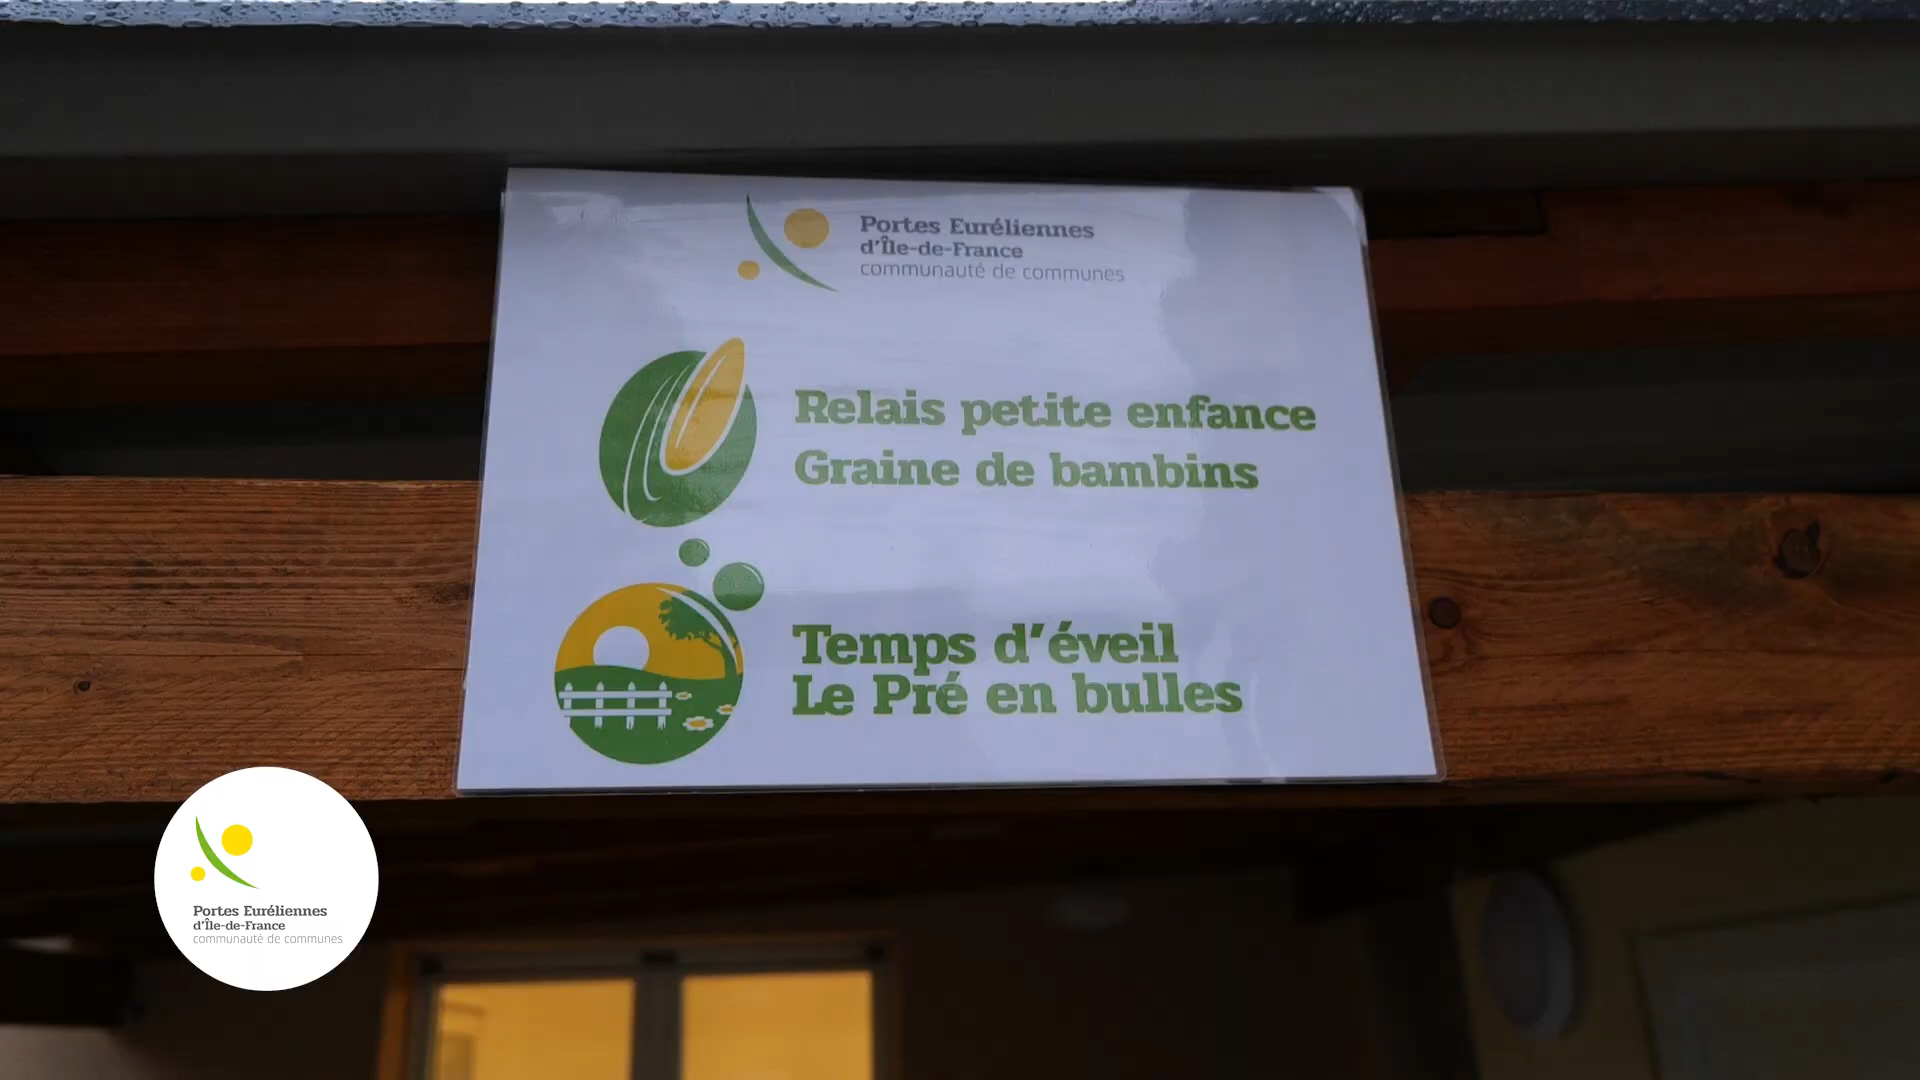 Portes Euréliennes
d'Île-de-France
communauté de communes
Relais petite enfance
Graine de bambins
Temps d'éveil
Le Pré en bulles
Portes Euréliennes
d'Île-de-France
communauté de communes